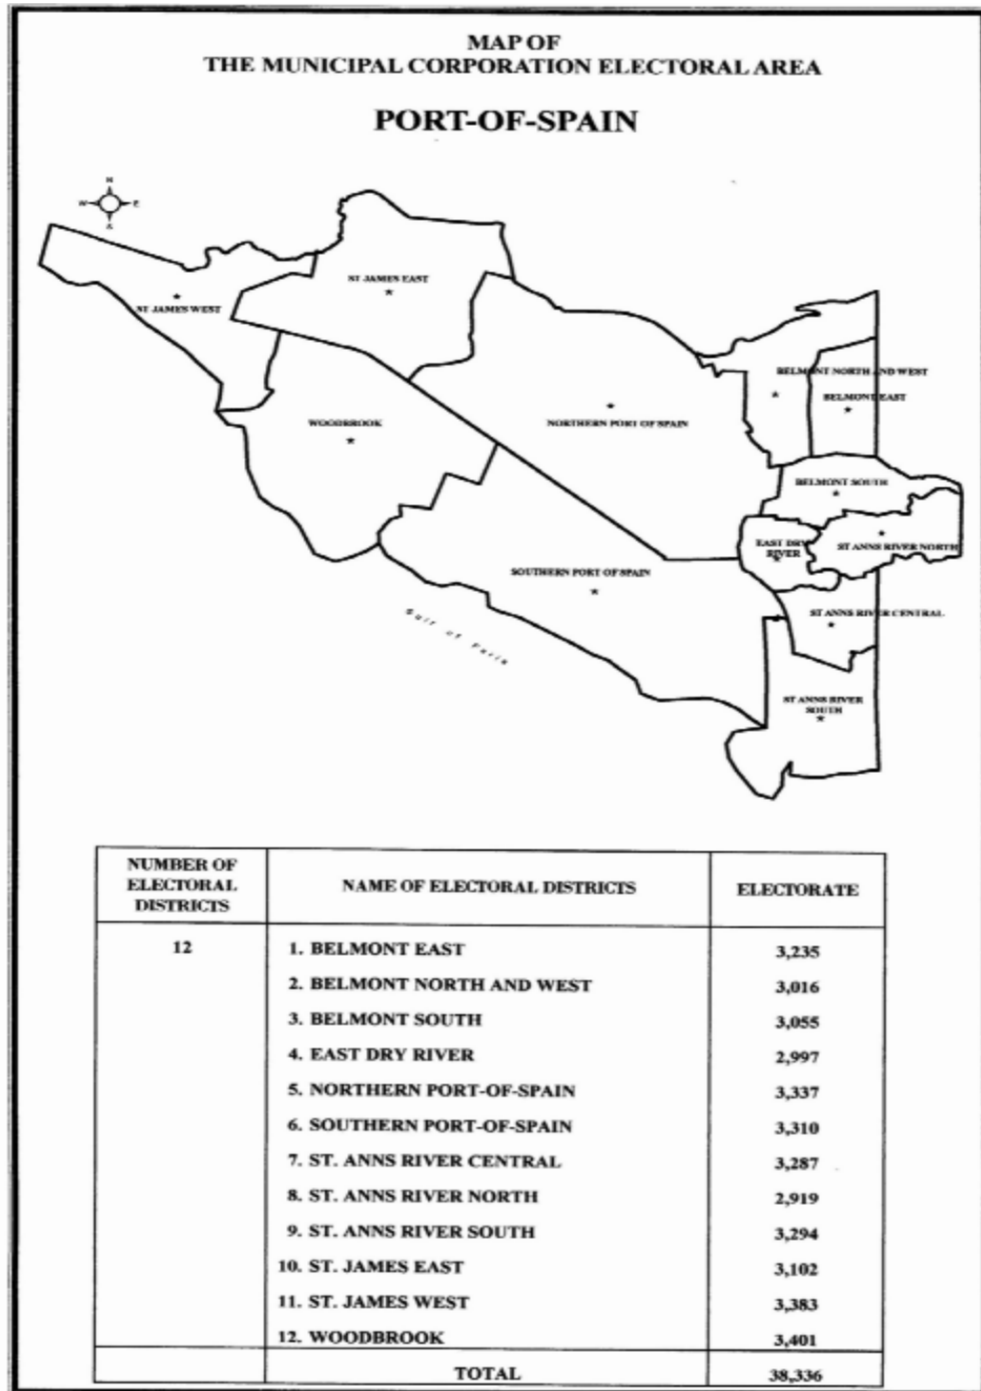 MAP OF
THE MUNICIPAL CORPORATION ELECTORAL AREA
PORT-OF-SPAIN
N
W E
ST JAMES EAST
ST JAMES WEST
BELMONT NORTH AND WEST
BELMONT EAST
WOODBROOK
NORTHERN PORT OF SPAIN
BELMONT SOUTH
EAST DRY
RIVER
ST ANNS RIVER NORTH
SOUTHERN PORT OF SPAIN
ST ANNS RIVER CENTRAL
Gulf of Paria
ST ANNS RIVER
SOUTH
NUMBER OF
ELECTORAL
DISTRICTS
NAME OF ELECTORAL DISTRICTS
ELECTORATE
12 1. BELMONT EAST 3,235
2. BELMONT NORTH AND WEST 3,016
3. BELMONT SOUTH 3,055
4. EAST DRY RIVER 2,997
5. NORTHERN PORT-OF-SPAIN 3,337
6. SOUTHERN PORT-OF-SPAIN 3,310
7. ST. ANNS RIVER CENTRAL 3,287
8. ST. ANNS RIVER NORTH 2,919
9. ST. ANNS RIVER SOUTH 3,294
10. ST. JAMES EAST 3,102
11. ST. JAMES WEST 3,383
12. WOODBROOK 3,401
TOTAL 38,336